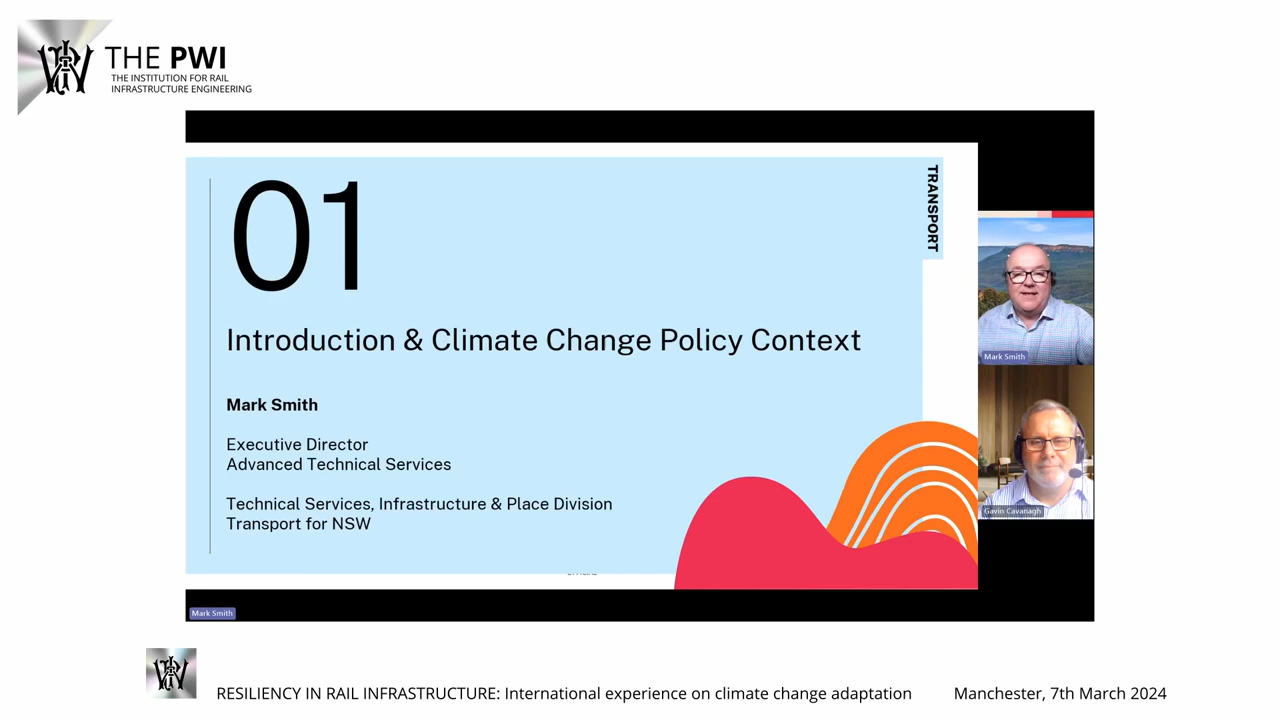 THE PWI
THE INSTITUTION FOR RAIL
INFRASTRUCTURE ENGINEERING
01
TRANSPORT
Introduction & Climate Change Policy Context
Mark Smith
Executive Director
Advanced Technical Services
Technical Services, Infrastructure & Place Division
Transport for NSW
Mark Smith
Gavin Cavanagh
Mark Smith
RESILIENCY IN RAIL INFRASTRUCTURE: International experience on climate change adaptation
Manchester, 7th March 2024